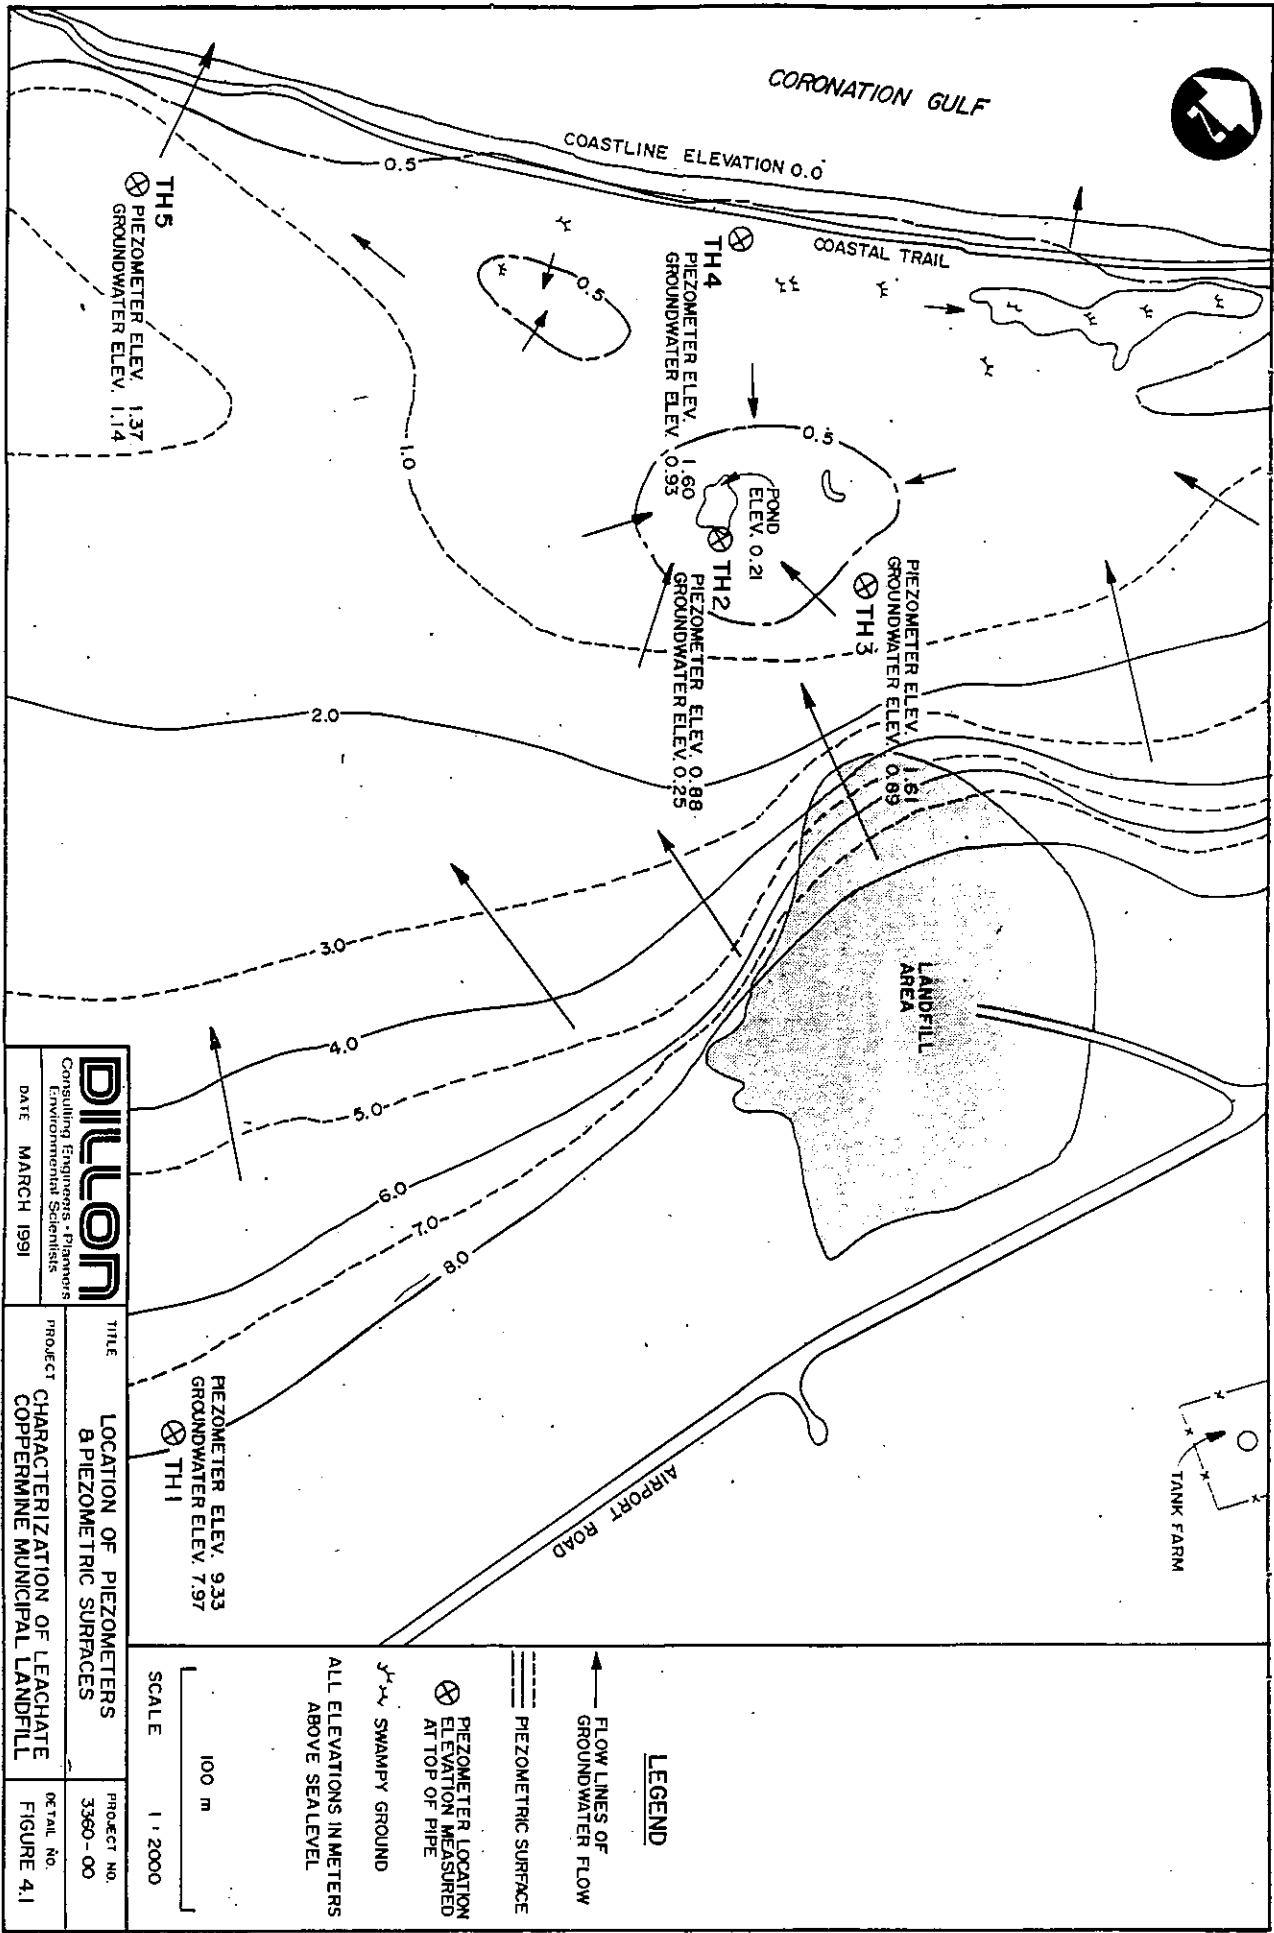 CORONATION GULF
COASTLINE ELEVATION 0.0
COASTAL TRAIL
0.5
0.5
0.5
1.0
2.0
3.0
4.0
5.0
6.0
7.0
8.0
TH5
PIEZOMETER ELEV. 1.37
GROUNDWATER ELEV. 1.14
TH4
PIEZOMETER ELEV. 1.60
GROUNDWATER ELEV. 0.93
POND
ELEV. 0.21
TH2
PIEZOMETER ELEV. 0.88
GROUNDWATER ELEV. 0.25
TH3
PIEZOMETER ELEV. 1.61
GROUNDWATER ELEV. 0.89
LANDFILL
AREA
TH1
PIEZOMETER ELEV. 9.33
GROUNDWATER ELEV. 7.97
AIRPORT ROAD
TANK FARM
LEGEND
FLOW LINES OF
GROUNDWATER FLOW
PIEZOMETRIC SURFACE
PIEZOMETER LOCATION
ELEVATION MEASURED
AT TOP OF PIPE
SWAMPY GROUND
ALL ELEVATIONS IN METERS
ABOVE SEALEVEL
100 m
SCALE 1:2000
DILLON
Consulting Engineers • Planners
Environmental Scientists
DATE MARCH 1991
TITLE
LOCATION OF PIEZOMETERS
& PIEZOMETRIC SURFACES
PROJECT
CHARACTERIZATION OF LEACHATE
COPPERMINE MUNICIPAL LANDFILL
PROJECT NO.
3360-00
DETAIL NO.
FIGURE 4.1